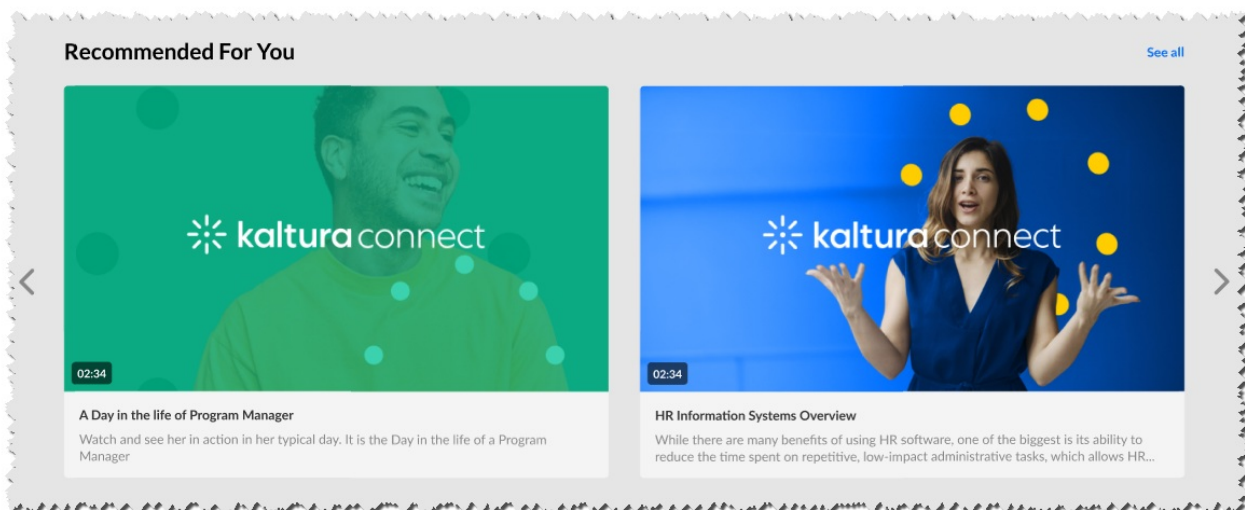 Recommended For You
See all
kaltura connect
kaltura connect
02:34
02:34
A Day in the life of Program Manager
Watch and see her in action in her typical day. It is the Day in the life of a Program
Manager
HR Information Systems Overview
While there are many benefits of using HR software, one of the biggest is its ability to
reduce the time spent on repetitive, low-impact administrative tasks, which allows HR...